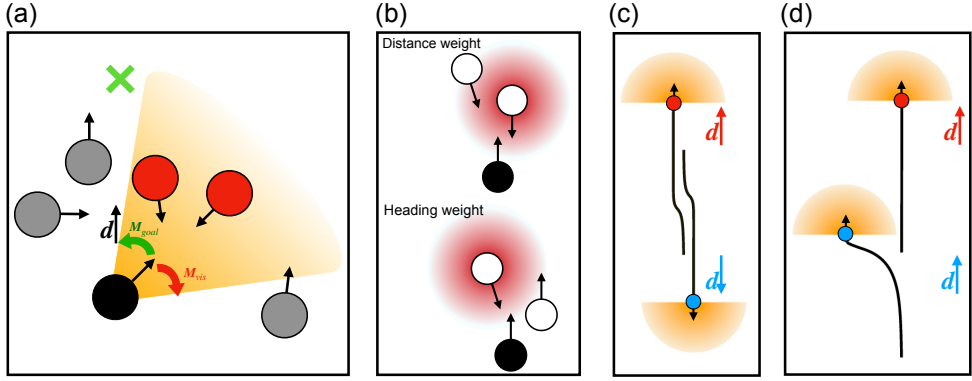 (a)
d
M_goal
M_vis
(b)
Distance weight
Heading weight
(c)
d
d
(d)
d
d